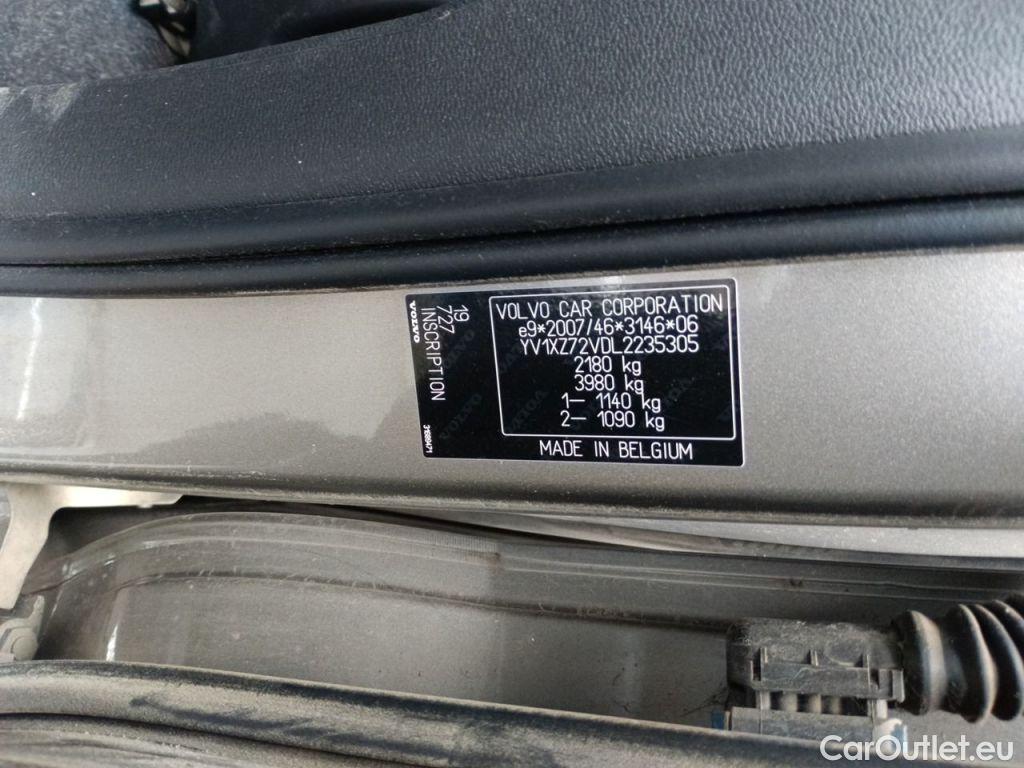 VOLVO CAR CORPORATION
e9*2007/46*3146*06
YV1XZ72VDL2235305
2180 kg
3980 kg
1– 1140 kg
2– 1090 kg
MADE IN BELGIUM
19
727
INSCRIPTION
VOLVO
31688471
CarOutlet.eu